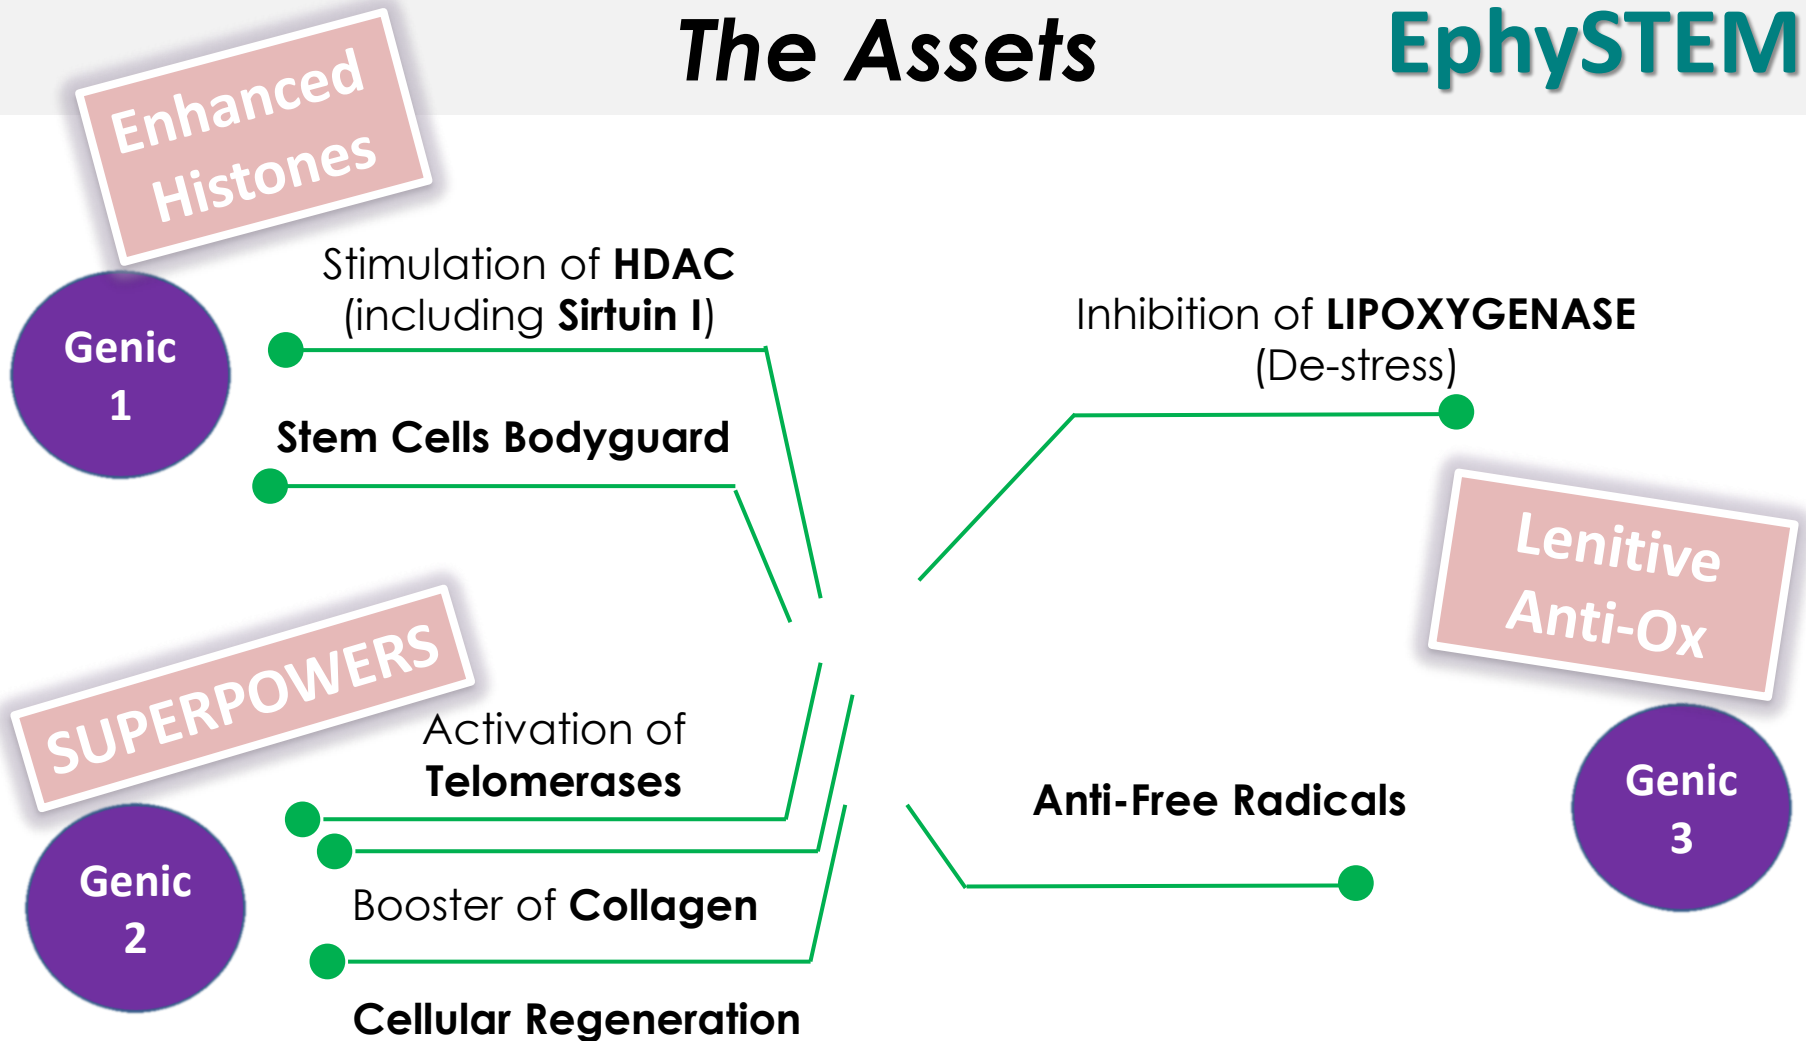 The Assets
EphySTEM
Enhanced
Histones
Genic
1
Stimulation of HDAC
(including Sirtuin I)
Stem Cells Bodyguard
SUPERPOWERS
Genic
2
Activation of
Telomerases
Booster of Collagen
Cellular Regeneration
Inhibition of LIPOXYGENASE
(De-stress)
Lenitive
Anti-Ox
Genic
3
Anti-Free Radicals